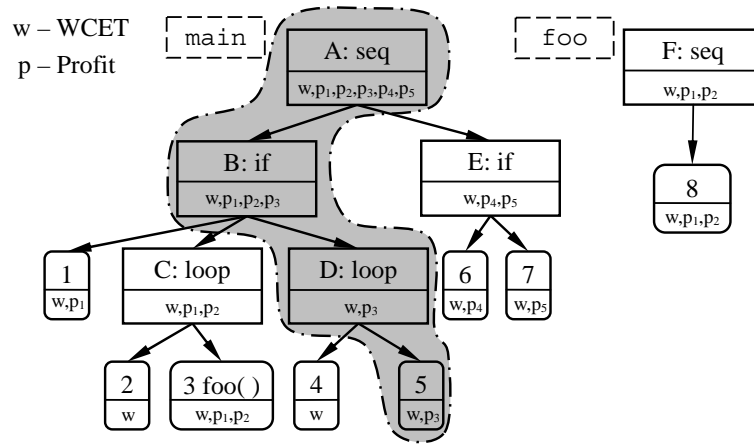 w – WCET
p – Profit
main
foo
A: seq
w,p₁,p₂,p₃,p₄,p₅
F: seq
w,p₁,p₂
B: if
w,p₁,p₂,p₃
E: if
w,p₄,p₅
8
w,p₁,p₂
1
w,p₁
C: loop
w,p₁,p₂
D: loop
w,p₃
6
w,p₄
7
w,p₅
2
w
3 foo( )
w,p₁,p₂
4
w
5
w,p₃